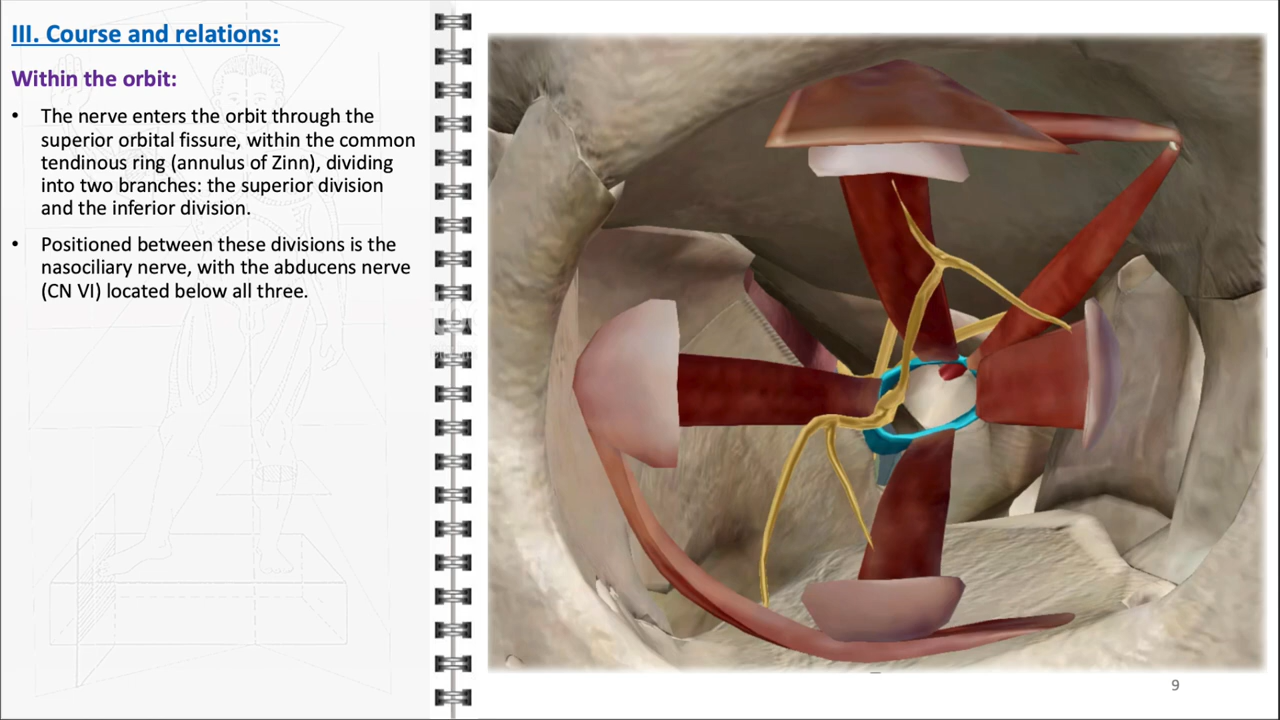 III. Course and relations:
Within the orbit:
• The nerve enters the orbit through the
superior orbital fissure, within the common
tendinous ring (annulus of Zinn), dividing
into two branches: the superior division
and the inferior division.
• Positioned between these divisions is the
nasociliary nerve, with the abducens nerve
(CN VI) located below all three.
9